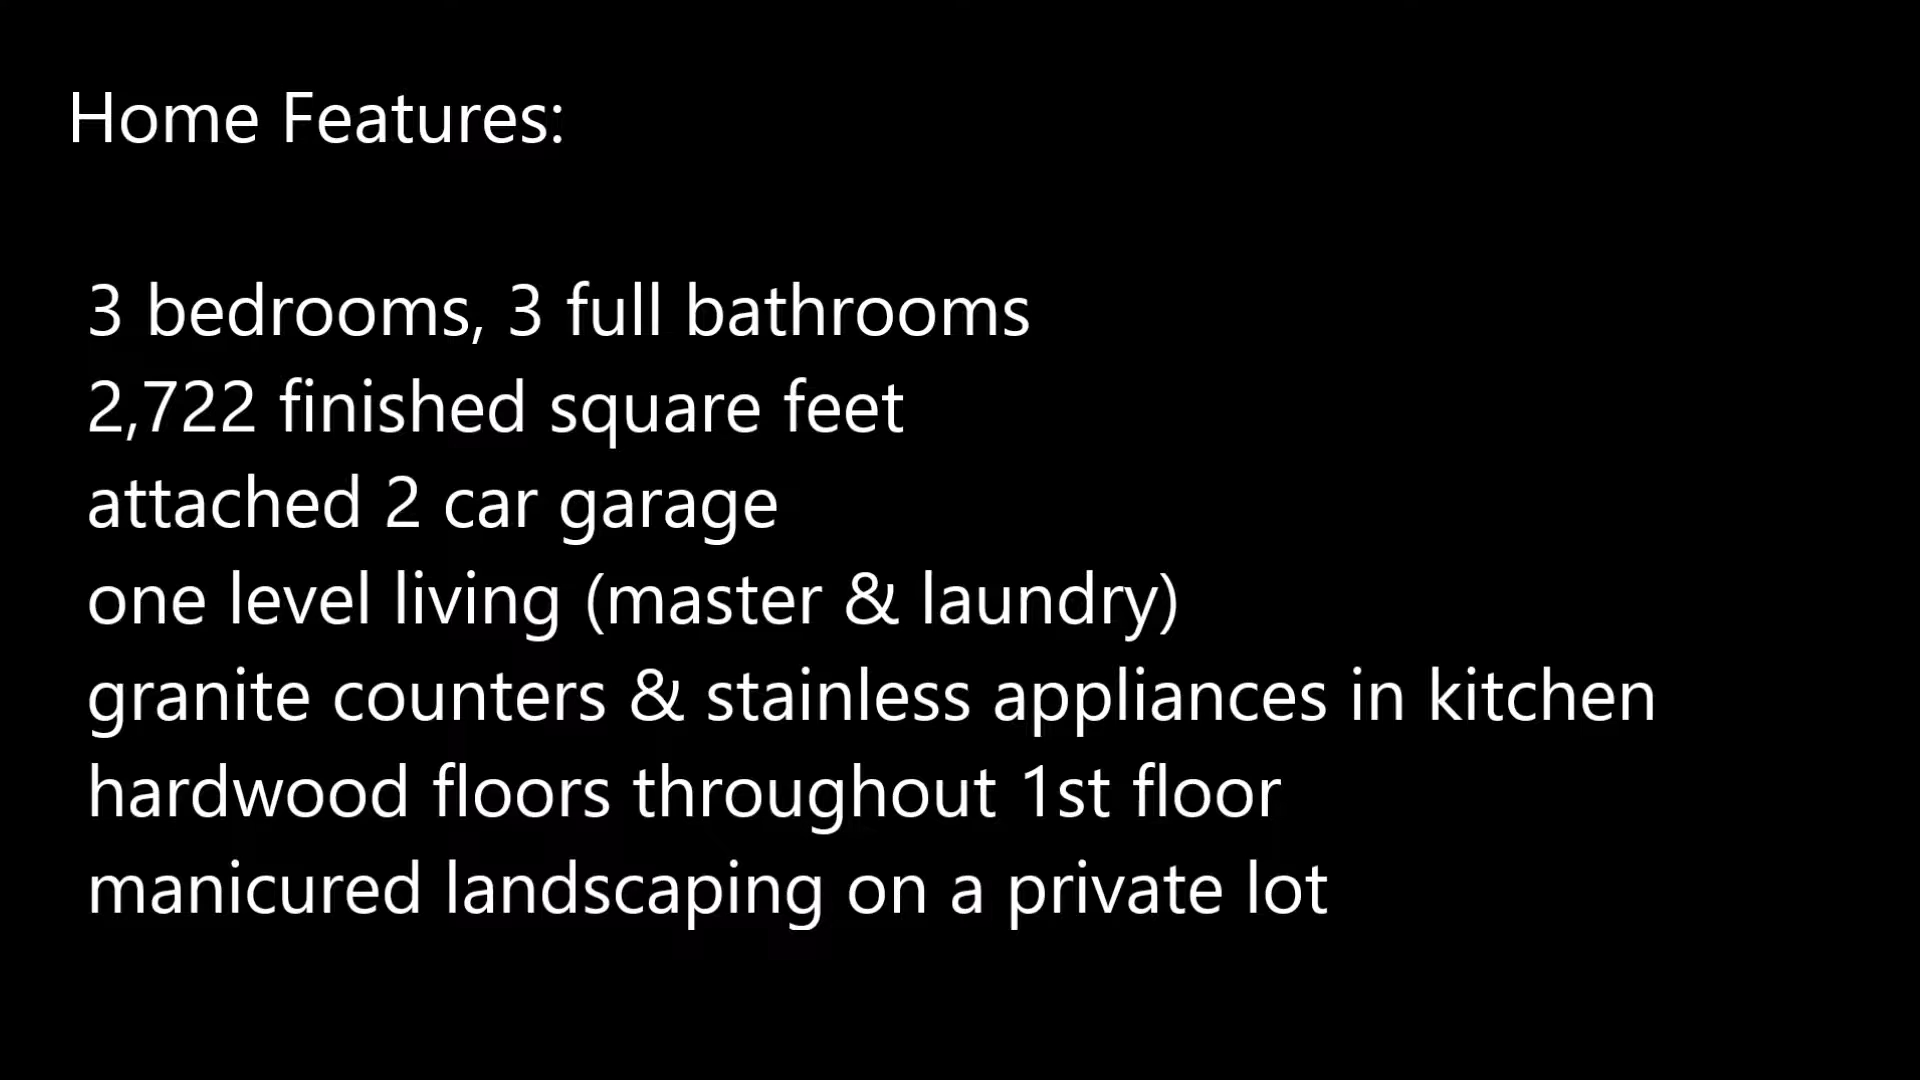 Home Features:
3 bedrooms, 3 full bathrooms
2,722 finished square feet
attached 2 car garage
one level living (master & laundry)
granite counters & stainless appliances in kitchen
hardwood floors throughout 1st floor
manicured landscaping on a private lot